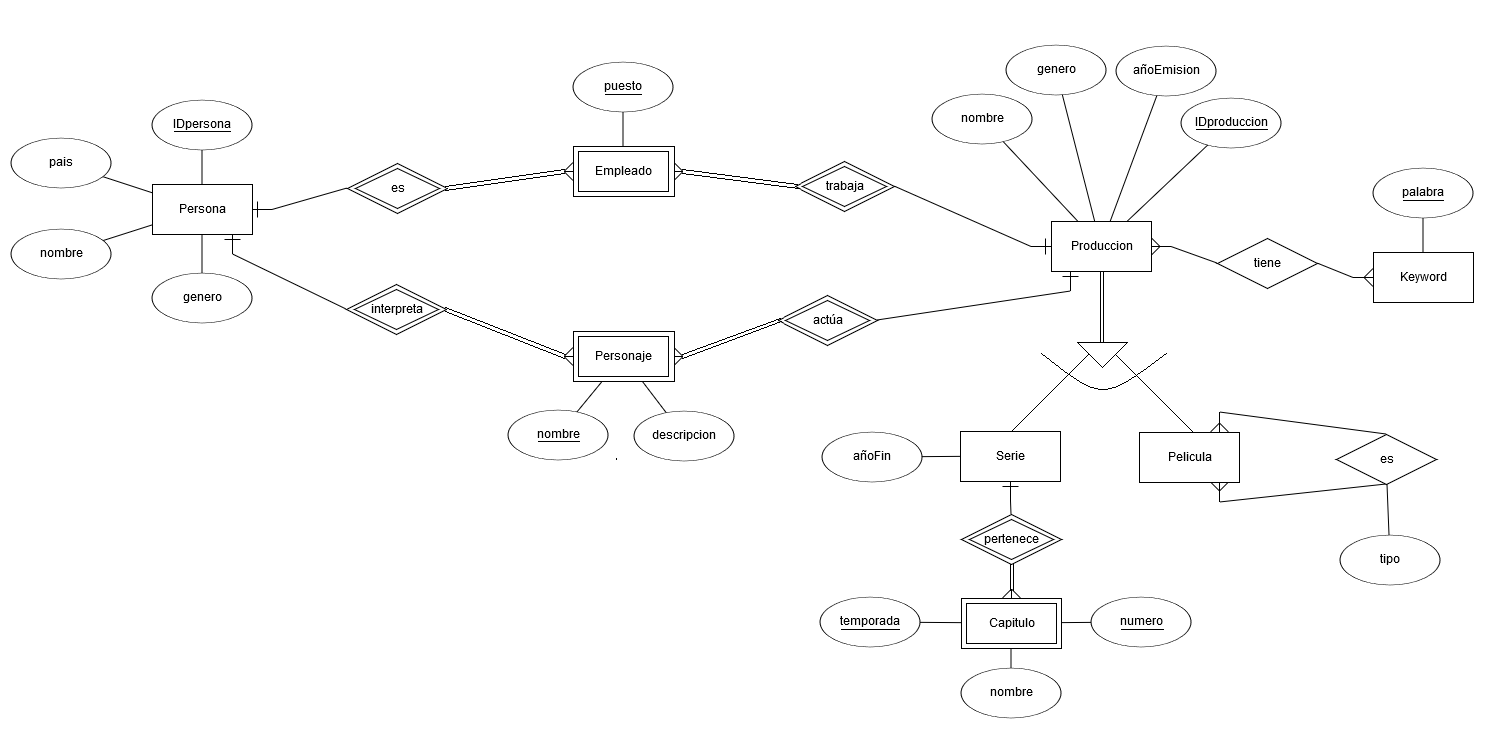 genero
añoEmision
puesto
IDproduccion
nombre
IDpersona
pais
Empleado
es
trabaja
palabra
Persona
Produccion
nombre
tiene
Keyword
genero
interpreta
actúa
Personaje
nombre
descripcion
añoFin
Serie
Pelicula
es
pertenece
tipo
temporada
Capitulo
numero
nombre